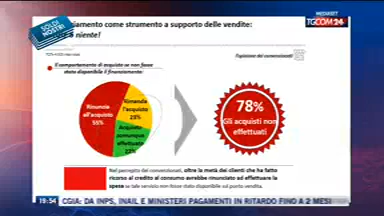 SOLDI
NOSTRI
MEDIASET
TGCOM24
ziamento come strumento a supporto delle vendite:
niente!
Opinione dei convenzionati
Il comportamento di acquisto se non fosse
stato disponibile il finanziamento:
Rinuncia
all'acquisto
Rimanda
l'acquisto
Acquisto
comunque
effettuato
78%
Gli acquisti non
effettuati
Nel percepito dei convenzionati, oltre la metà dei clienti che ha fatto
ricorso al credito al consumo avrebbe rinunciato ad effettuare la
spesa se tale servizio non fosse stato disponibile sul punto vendita.
19:54
CGIA: DA INPS, INAIL E MINISTERI PAGAMENTI IN RITARDO FINO A 2 MESI